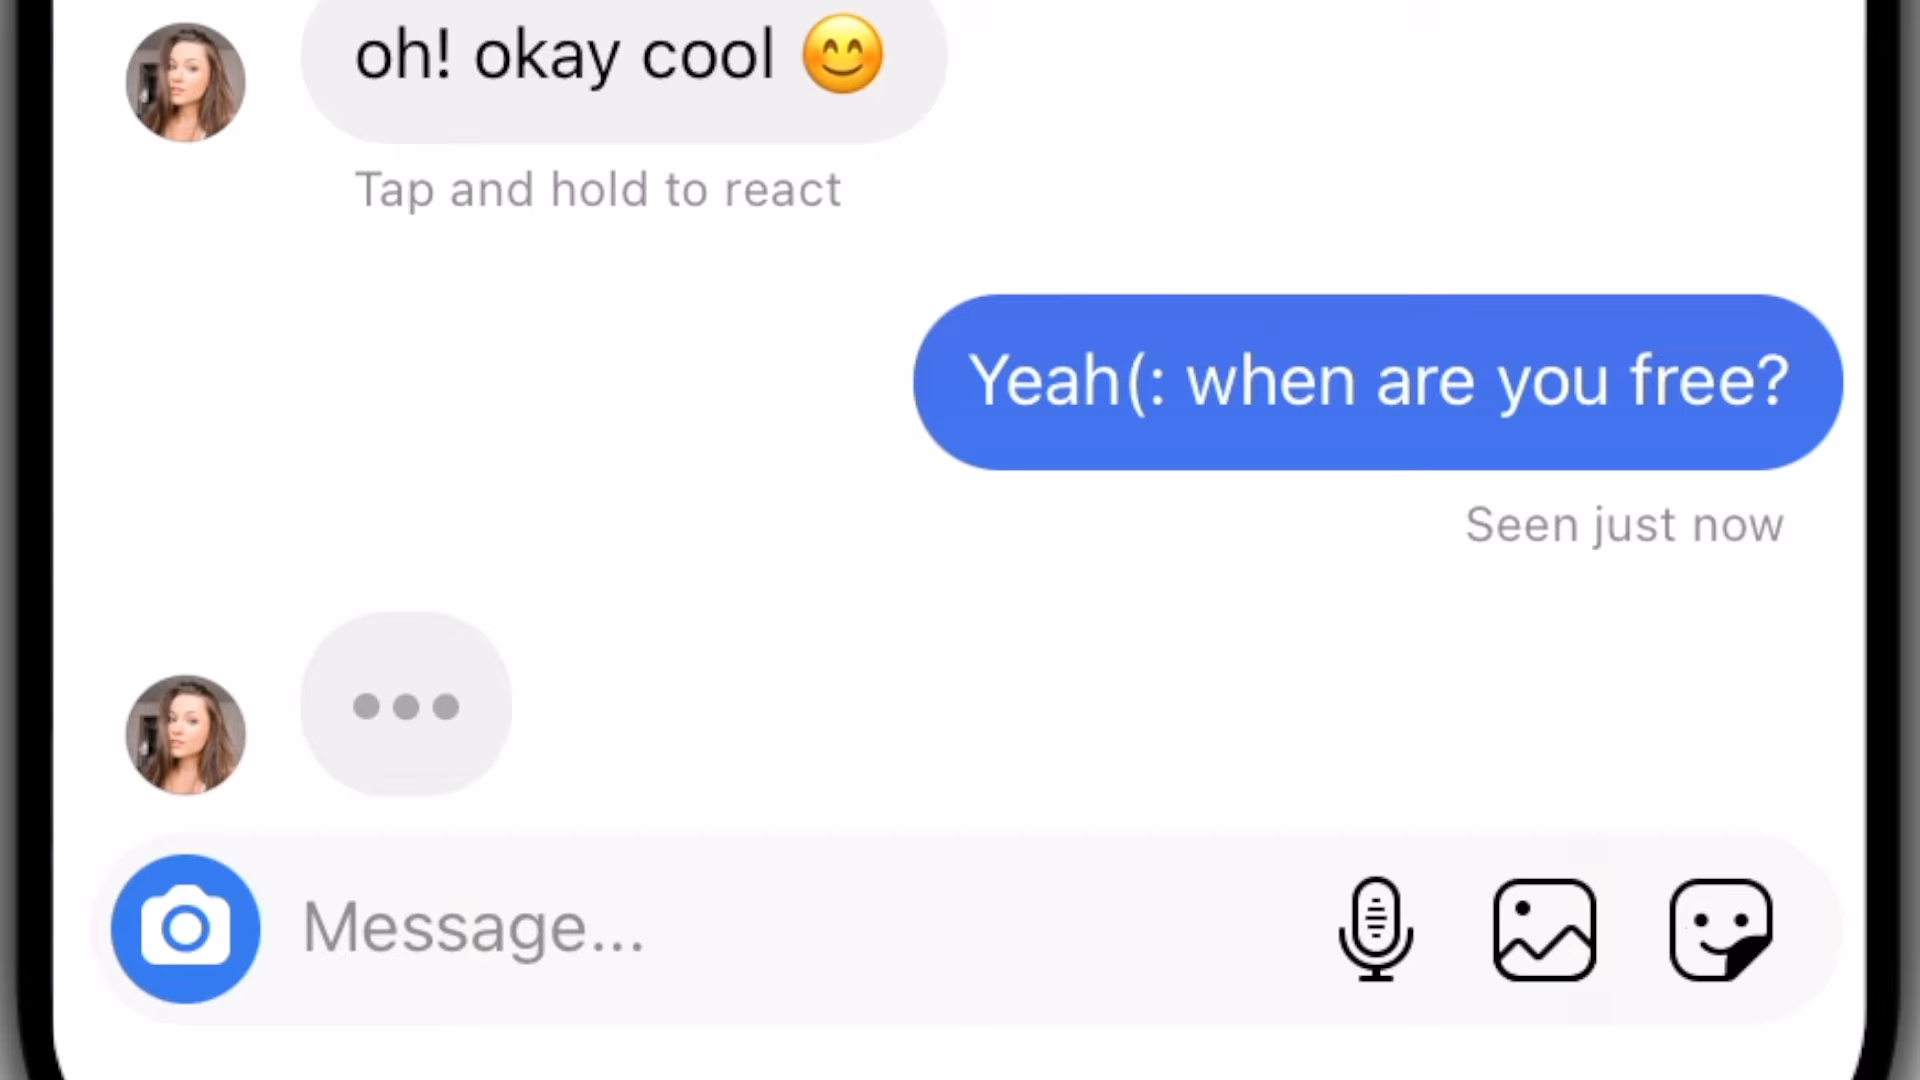 oh! okay cool 😊
Tap and hold to react
Yeah(: when are you free?
Seen just now
Message...